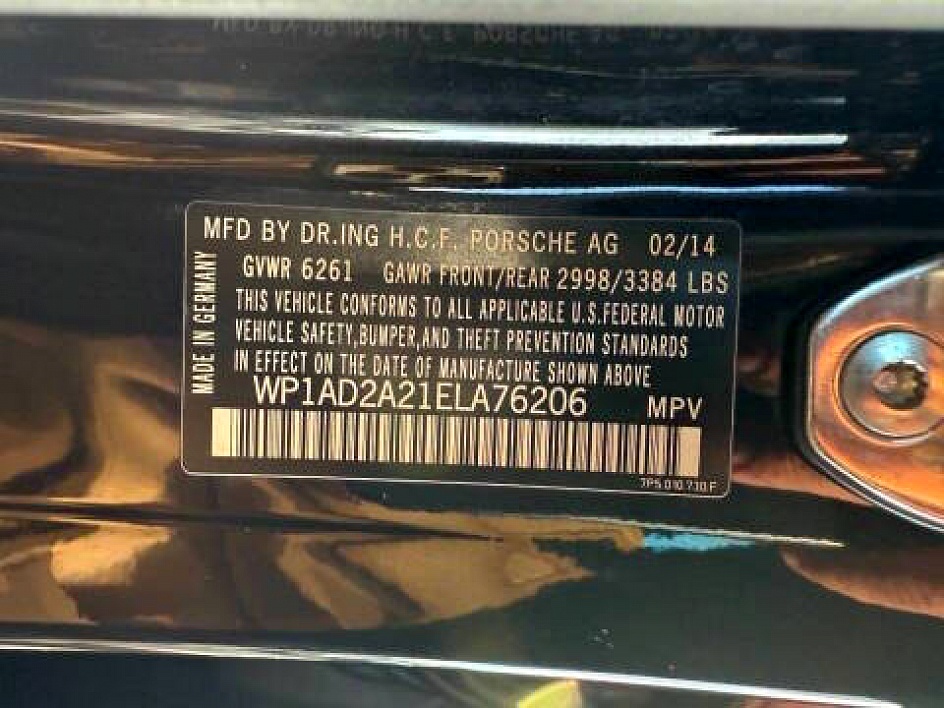 MFD BY DR.ING H.C.F. PORSCHE AG 02/14
GVWR 6261 GAWR FRONT/REAR 2998/3384 LBS
THIS VEHICLE CONFORMS TO ALL APPLICABLE U.S.FEDERAL MOTOR
VEHICLE SAFETY,BUMPER,AND THEFT PREVENTION STANDARDS
IN EFFECT ON THE DATE OF MANUFACTURE SHOWN ABOVE
WP1AD2A21ELA76206 MPV
7P5.010.730.F
MADE IN GERMANY